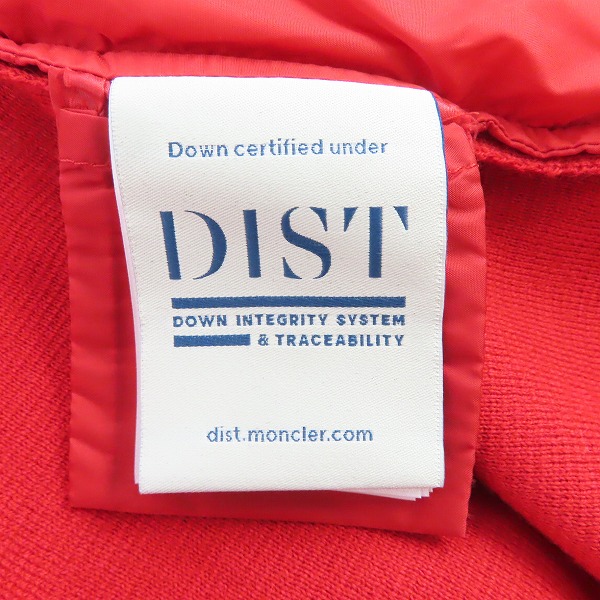 Down certified under
DIST
DOWN INTEGRITY SYSTEM
& TRACEABILITY
dist.moncler.com